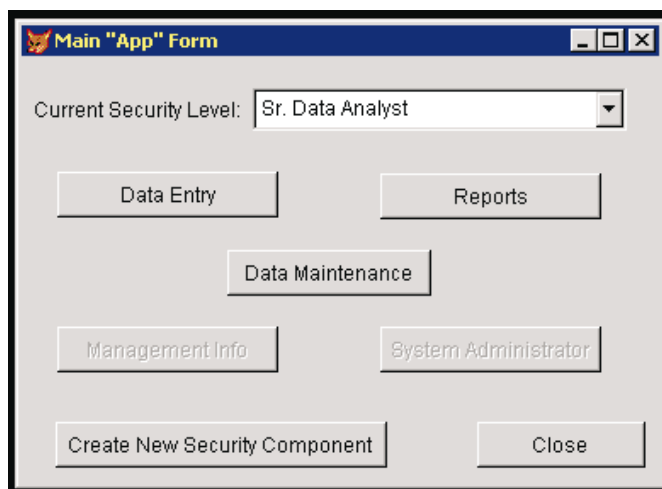 Main "App" Form
Current Security Level: Sr. Data Analyst
Data Entry Reports
Data Maintenance
Management Info System Administrator
Create New Security Component Close